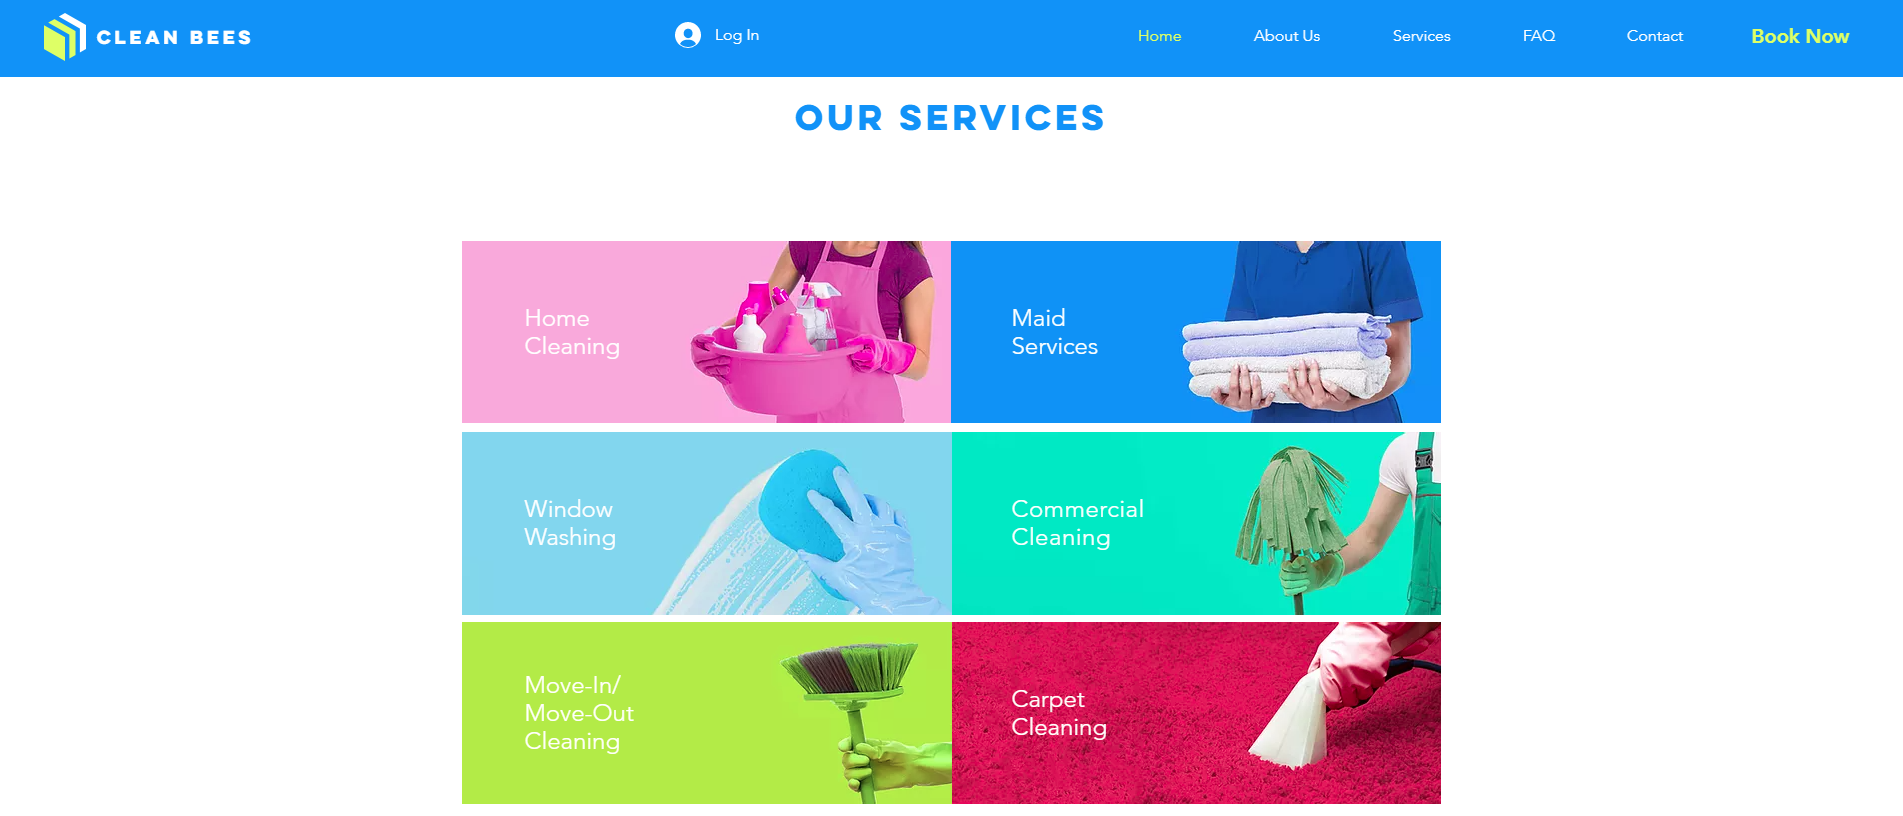 CLEAN BEES
Log In
Home
About Us
Services
FAQ
Contact
Book Now
OUR SERVICES
Home
Cleaning
Maid
Services
Window
Washing
Commercial
Cleaning
Move-In/
Move-Out
Cleaning
Carpet
Cleaning